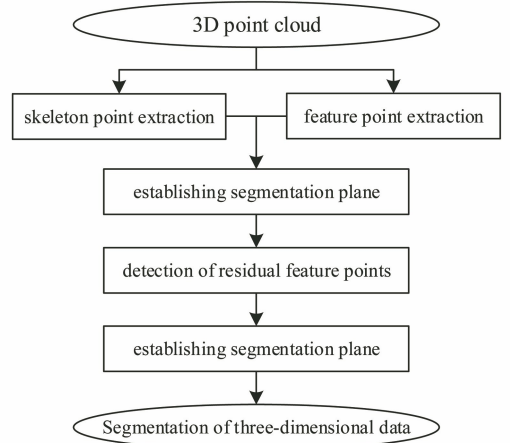 3D point cloud
skeleton point extraction
feature point extraction
establishing segmentation plane
detection of residual feature points
establishing segmentation plane
Segmentation of three-dimensional data